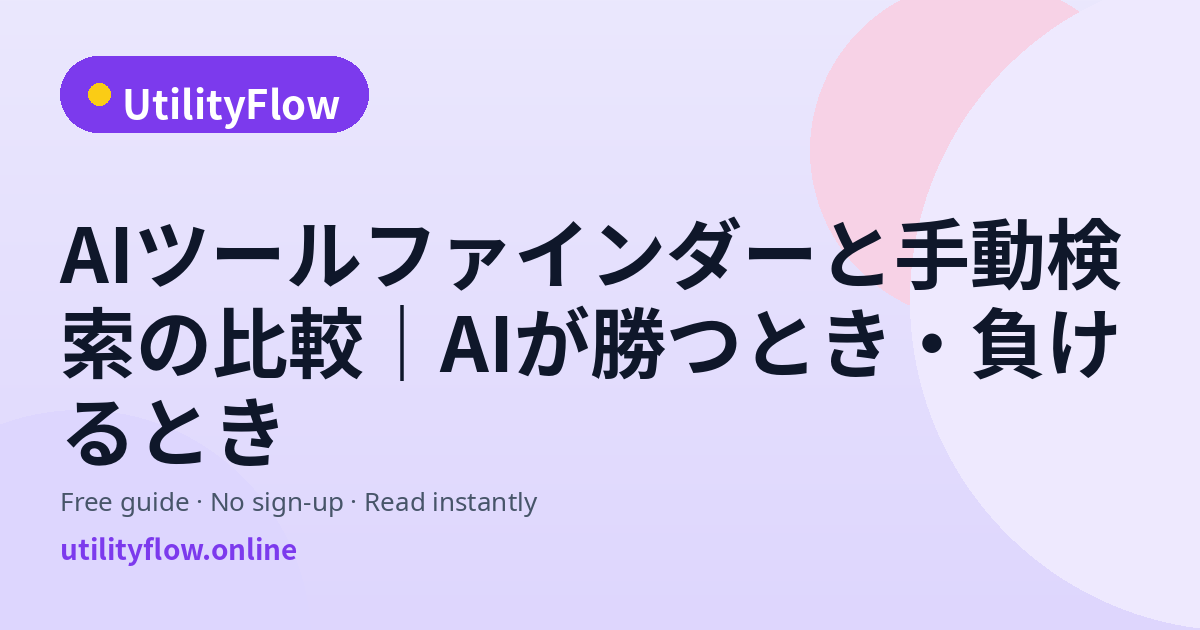 UtilityFlow
AIツールファインダーと手動検
索の比較｜AIが勝つとき・負け
るとき
Free guide · No sign-up · Read instantly
utilityflow.online